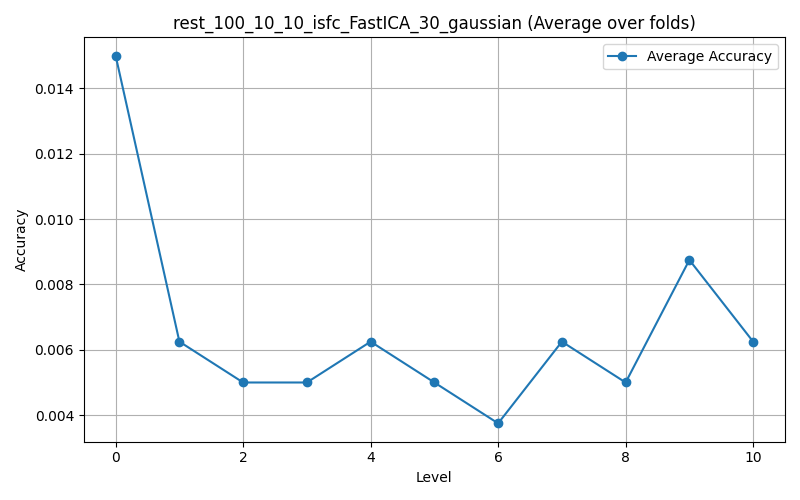 rest_100_10_10_isfc_FastICA_30_gaussian (Average over folds)
Average Accuracy
0.014
0.012
0.010
0.008
0.006
0.004
Accuracy
0 2 4 6 8 10
Level